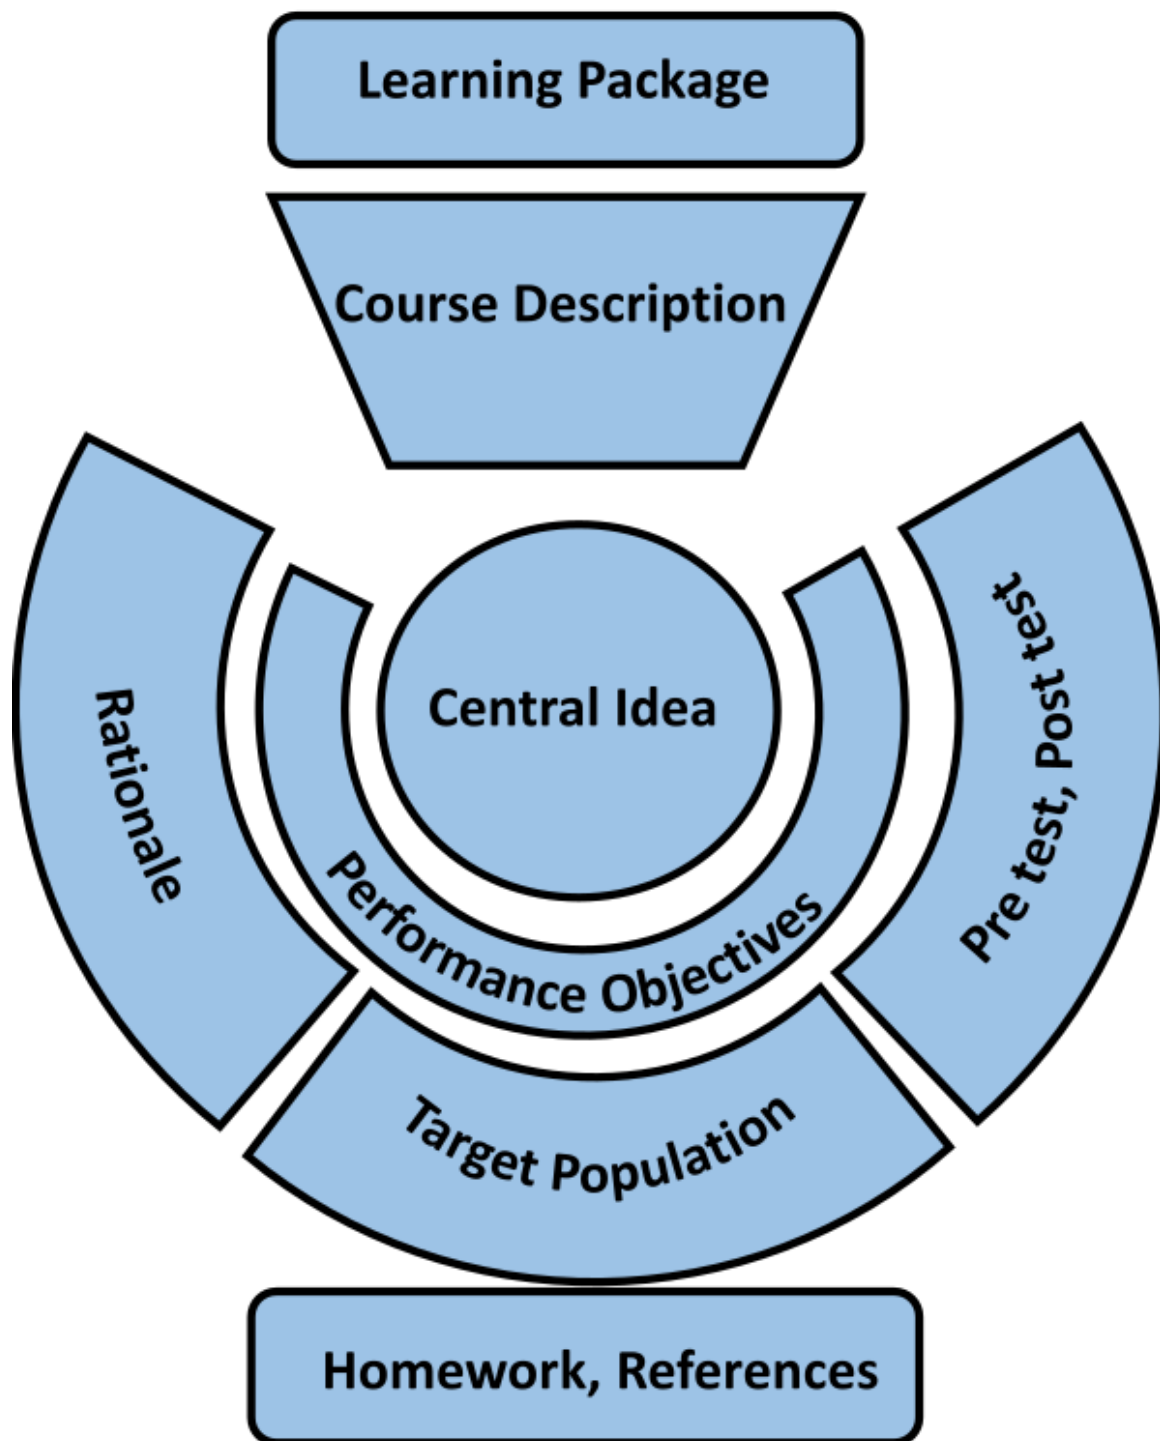 Learning Package
Course Description
Central Idea
Rationale
Performance Objectives
Pre test, Post test
Target Population
Homework, References